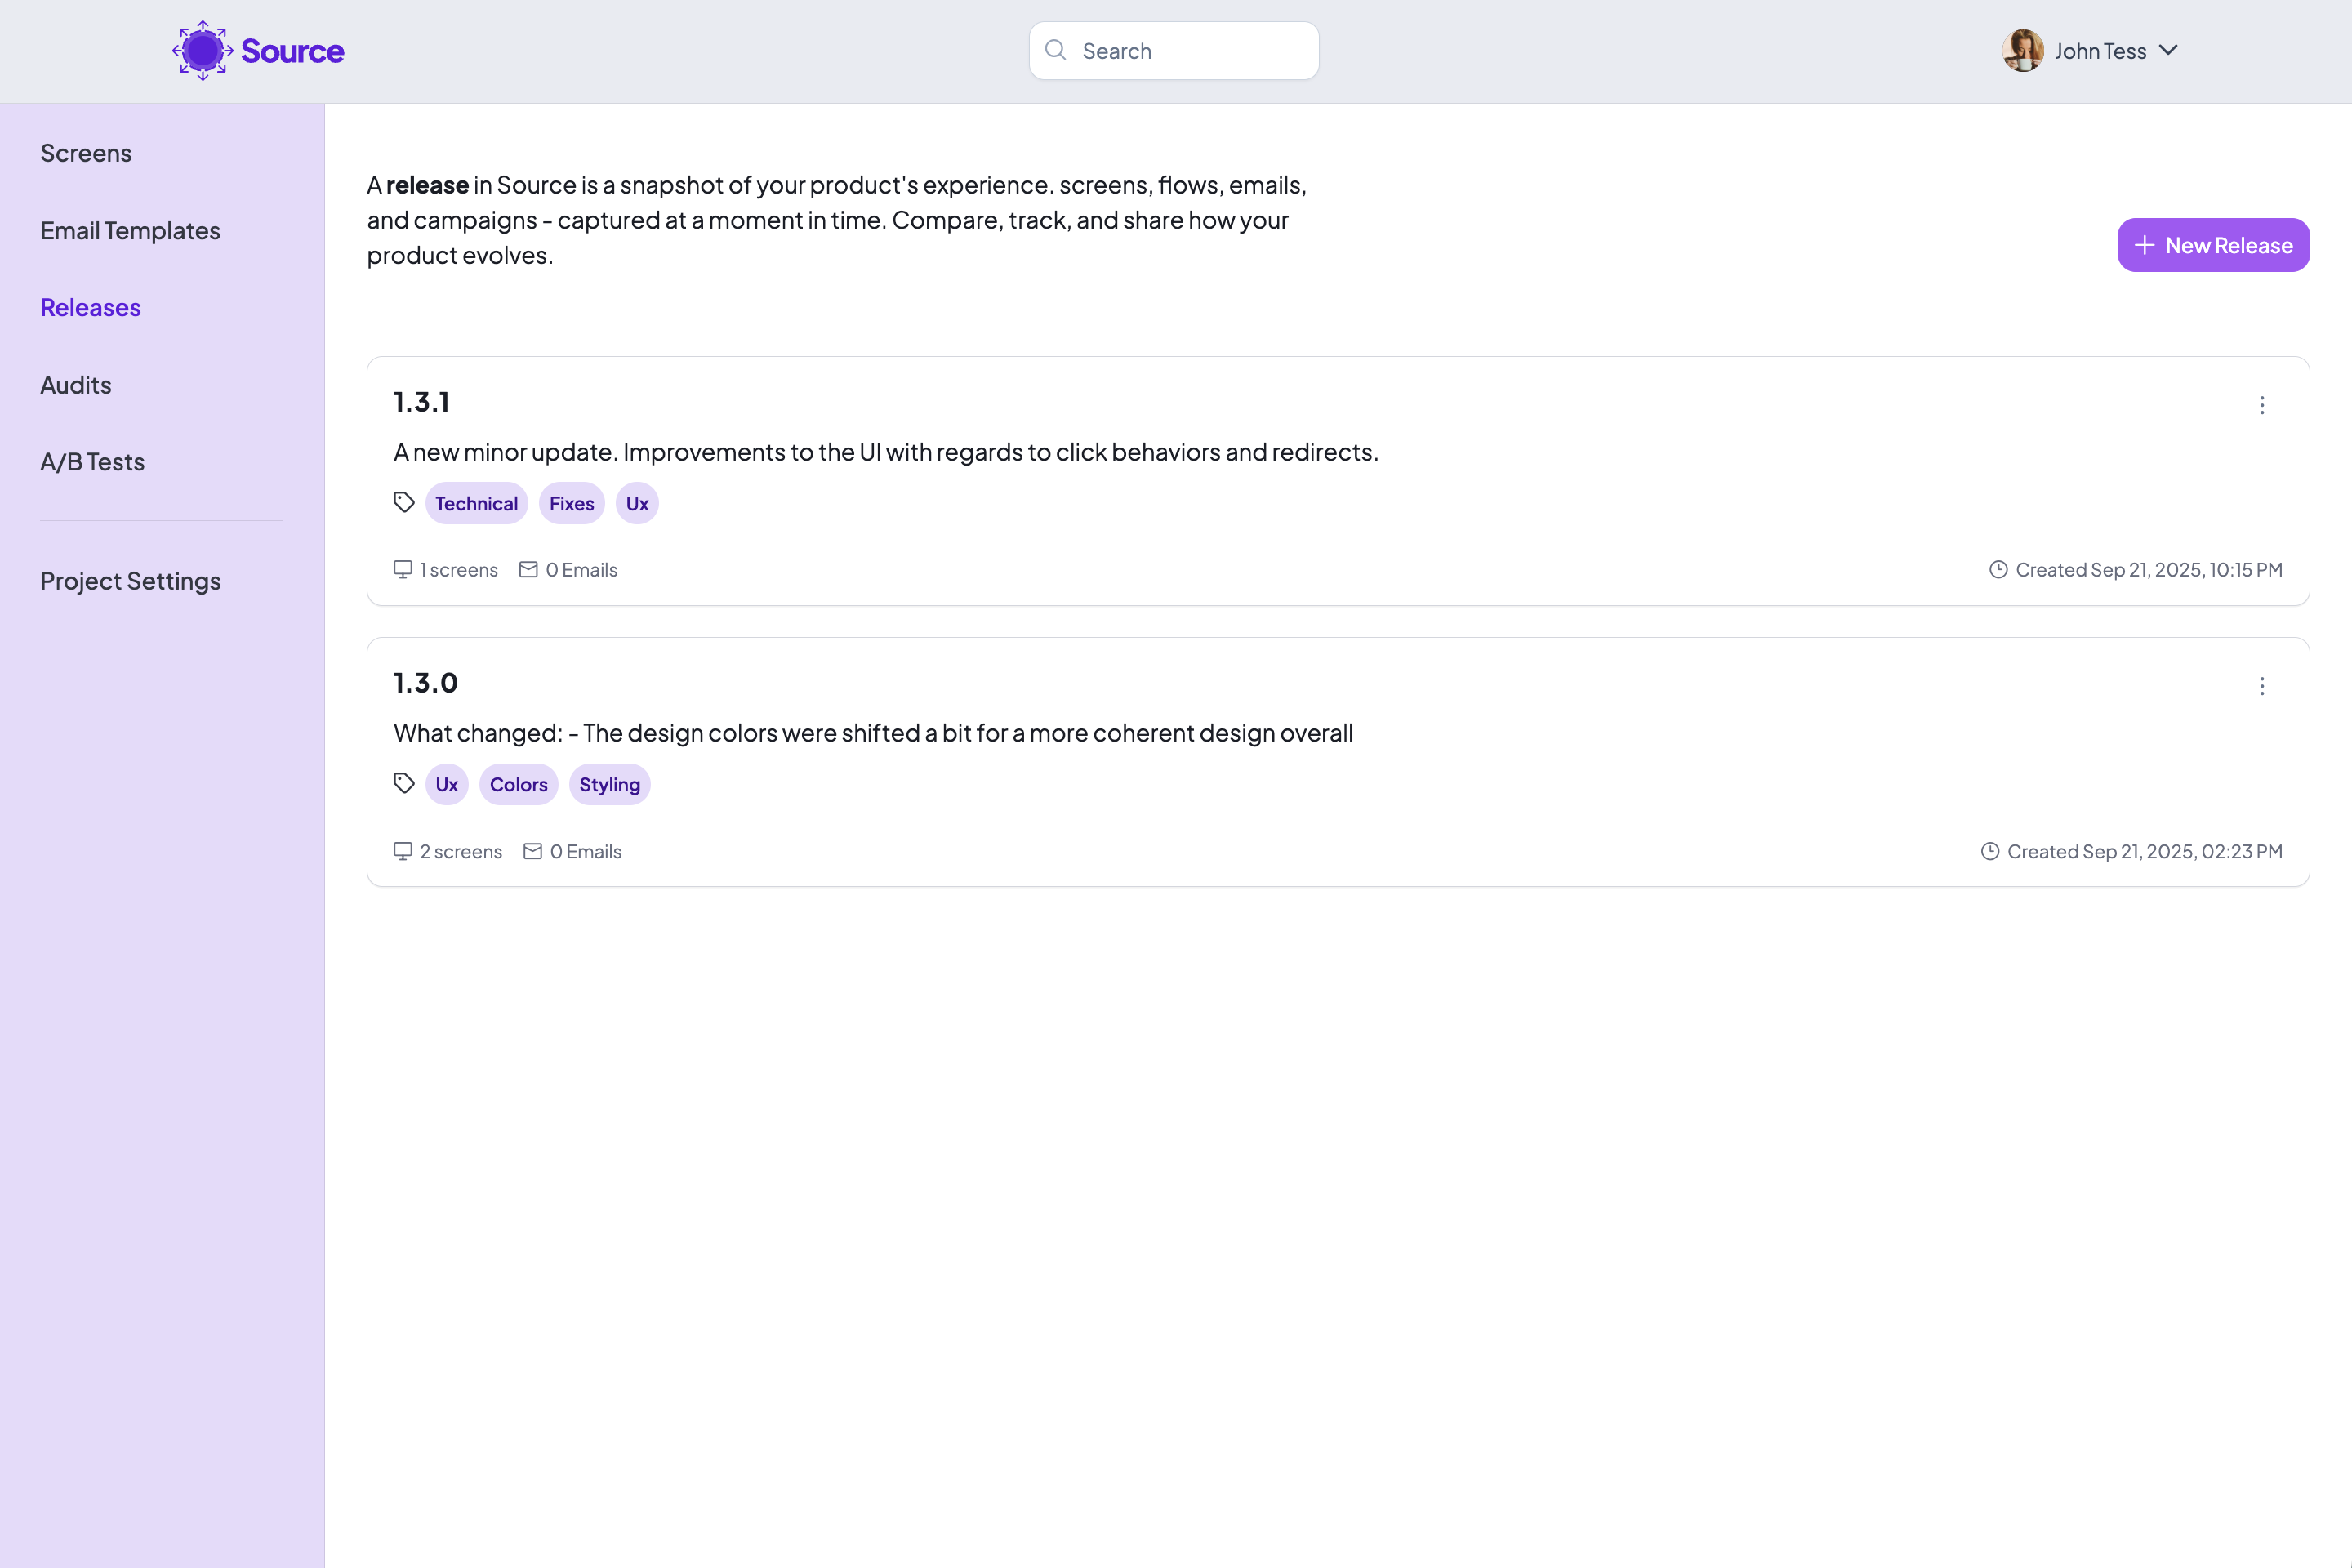 Source
Search
John Tess
Screens
Email Templates
Releases
Audits
A/B Tests
Project Settings
A release in Source is a snapshot of your product's experience. screens, flows, emails,
and campaigns - captured at a moment in time. Compare, track, and share how your
product evolves.
New Release
1.3.1
A new minor update. Improvements to the UI with regards to click behaviors and redirects.
Technical Fixes Ux
1 screens 0 Emails Created Sep 21, 2025, 10:15 PM
1.3.0
What changed: - The design colors were shifted a bit for a more coherent design overall
Ux Colors Styling
2 screens 0 Emails Created Sep 21, 2025, 02:23 PM